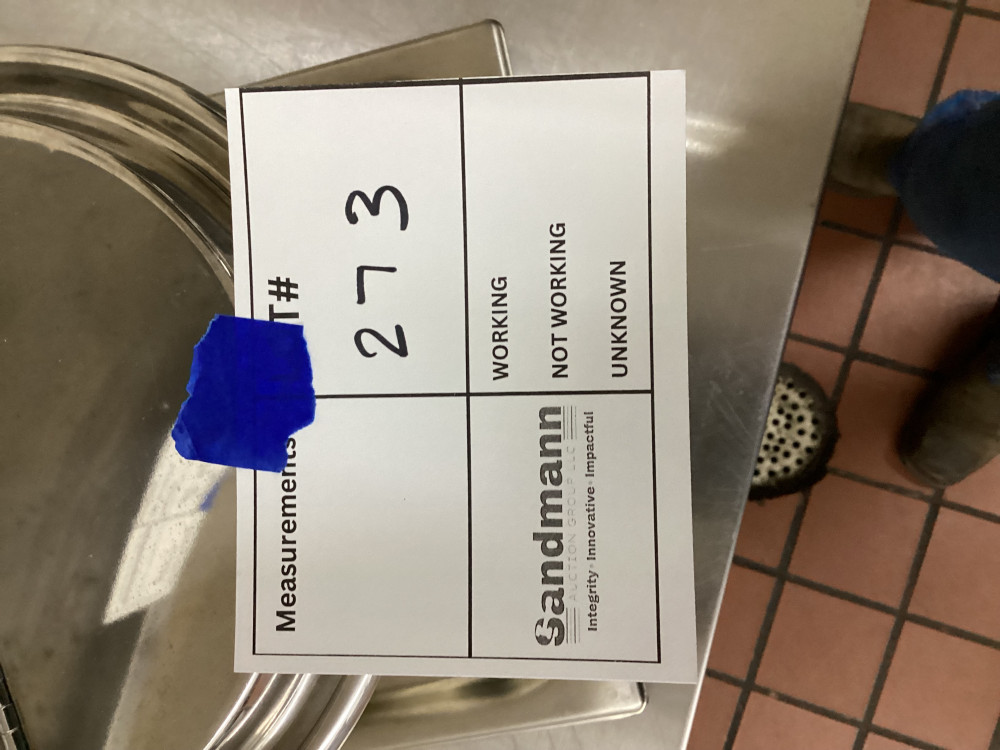 Measurements
T#
273
WORKING
NOT WORKING
UNKNOWN
Sandmann
AUCTION GROUP LLC
Integrity • Innovative • Impactful